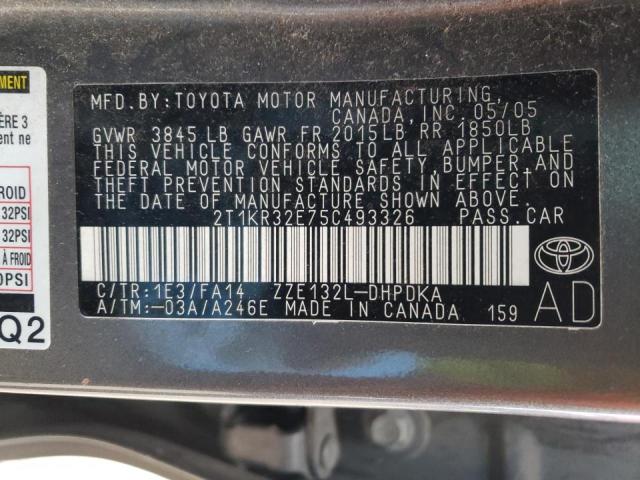 MFD.BY:TOYOTA MOTOR MANUFACTURING,
CANADA, INC. 05/05
GVWR 3845 LB GAWR FR 2015LB, RR 1850LB
THIS VEHICLE CONFORMS TO ALL APPLICABLE
FEDERAL MOTOR VEHICLE SAFETY, BUMPER, AND
THEFT PREVENTION STANDARDS IN EFFECT ON
THE DATE OF MANUFACTURE SHOWN ABOVE.
2T1KR32E75C493326 PASS.CAR
C/TR:1E3/FA14 ZZE132L-DHPDKA
A/TM:-03A/A246E MADE IN CANADA 159
AD
ÈRE 3
ent ne
ROID
32PSI
32PSI
À FROID
0PSI
Q2